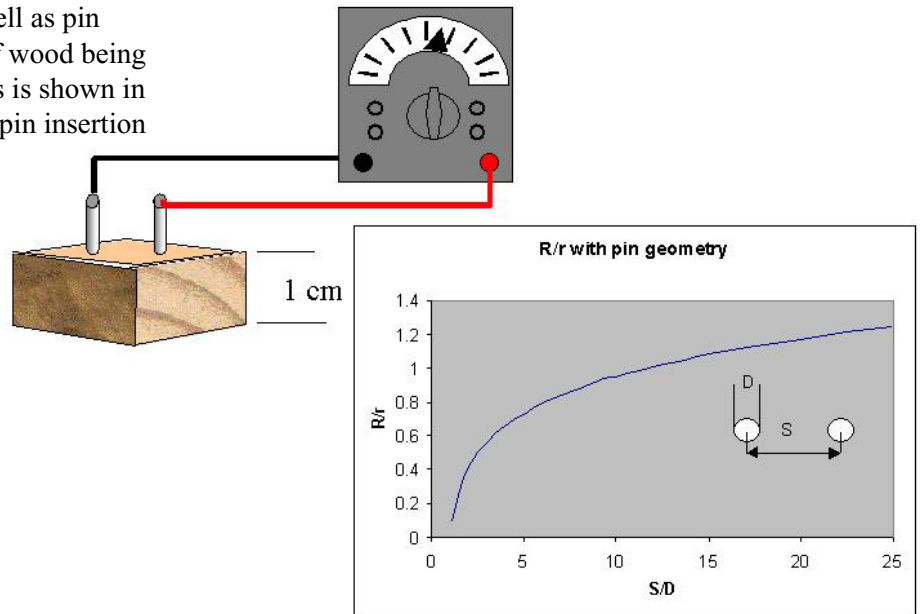 ell as pin
f wood being
s is shown in
pin insertion
1 cm
R/r with pin geometry
1.4
1.2
1
0.8
0.6
0.4
0.2
0
R/r
D
S
0 5 10 15 20 25
S/D